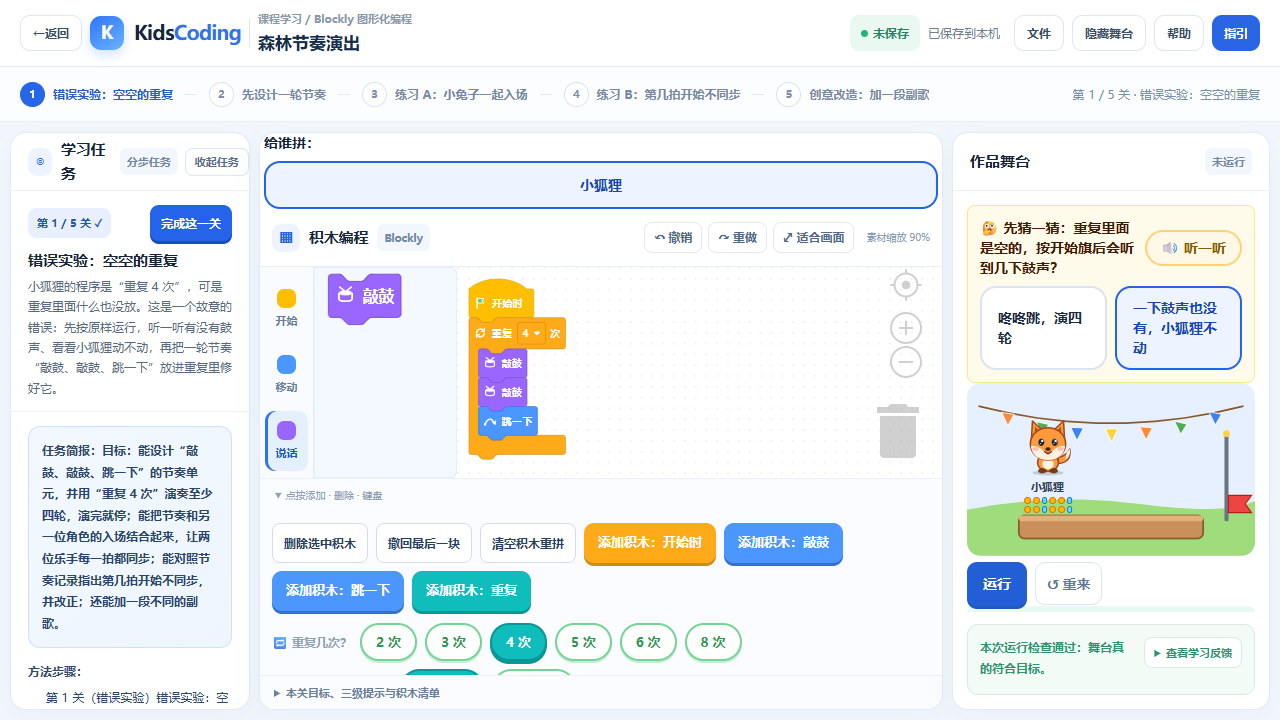 ←返回
K
KidsCoding
课程学习 / Blockly 图形化编程
森林节奏演出
未保存
已保存到本机
文件
隐藏舞台
帮助
指引
1 错误实验：空空的重复
2 先设计一轮节奏
3 练习 A：小兔子一起入场
4 练习 B：第几拍开始不同步
5 创意改造：加一段副歌
第 1 / 5 关 · 错误实验：空空的重复
学习任
务
分步任务
收起任务
第 1 / 5 关 ✓
完成这一关
错误实验：空空的重复
小狐狸的程序是“重复 4 次”，可是
重复里面什么也没放。这是一个故意的
错误：先按原样运行，听一听有没有鼓
声、看看小狐狸动不动，再把一轮节奏
“敲鼓、敲鼓、跳一下”放进重复里修
好它。
任务简报：目标：能设计“敲
鼓、敲鼓、跳一下”的节奏单
元，并用“重复 4 次”演奏至少
四轮，演完就停；能把节奏和另
一位角色的入场结合起来，让两
位乐手每一拍都同步；能对照节
奏记录指出第几拍开始不同步，
并改正；还能加一段不同的副
歌。
方法步骤：
第 1 关（错误实验）错误实验：空
给谁拼：
小狐狸
积木编程
Blockly
↶ 撤销
↷ 重做
⤢ 适合画面
素材缩放 90%
开始
移动
说话
敲鼓
开始时
重复 4 次
敲鼓
敲鼓
跳一下
▼ 点按添加 · 删除 · 键盘
删除选中积木
撤回最后一块
清空积木重拼
添加积木：开始时
添加积木：敲鼓
添加积木：跳一下
添加积木：重复
重复几次?
2 次
3 次
4 次
5 次
6 次
8 次
▶ 本关目标、三级提示与积木清单
作品舞台
未运行
先猜一猜：重复里面
是空的，按开始旗后会听
到几下鼓声？
听一听
咚咚跳，演四
轮
一下鼓声也没
有，小狐狸不
动
小狐狸
运行
↺ 重来
本次运行检查通过：舞台真
的符合目标。
▶ 查看学习反馈